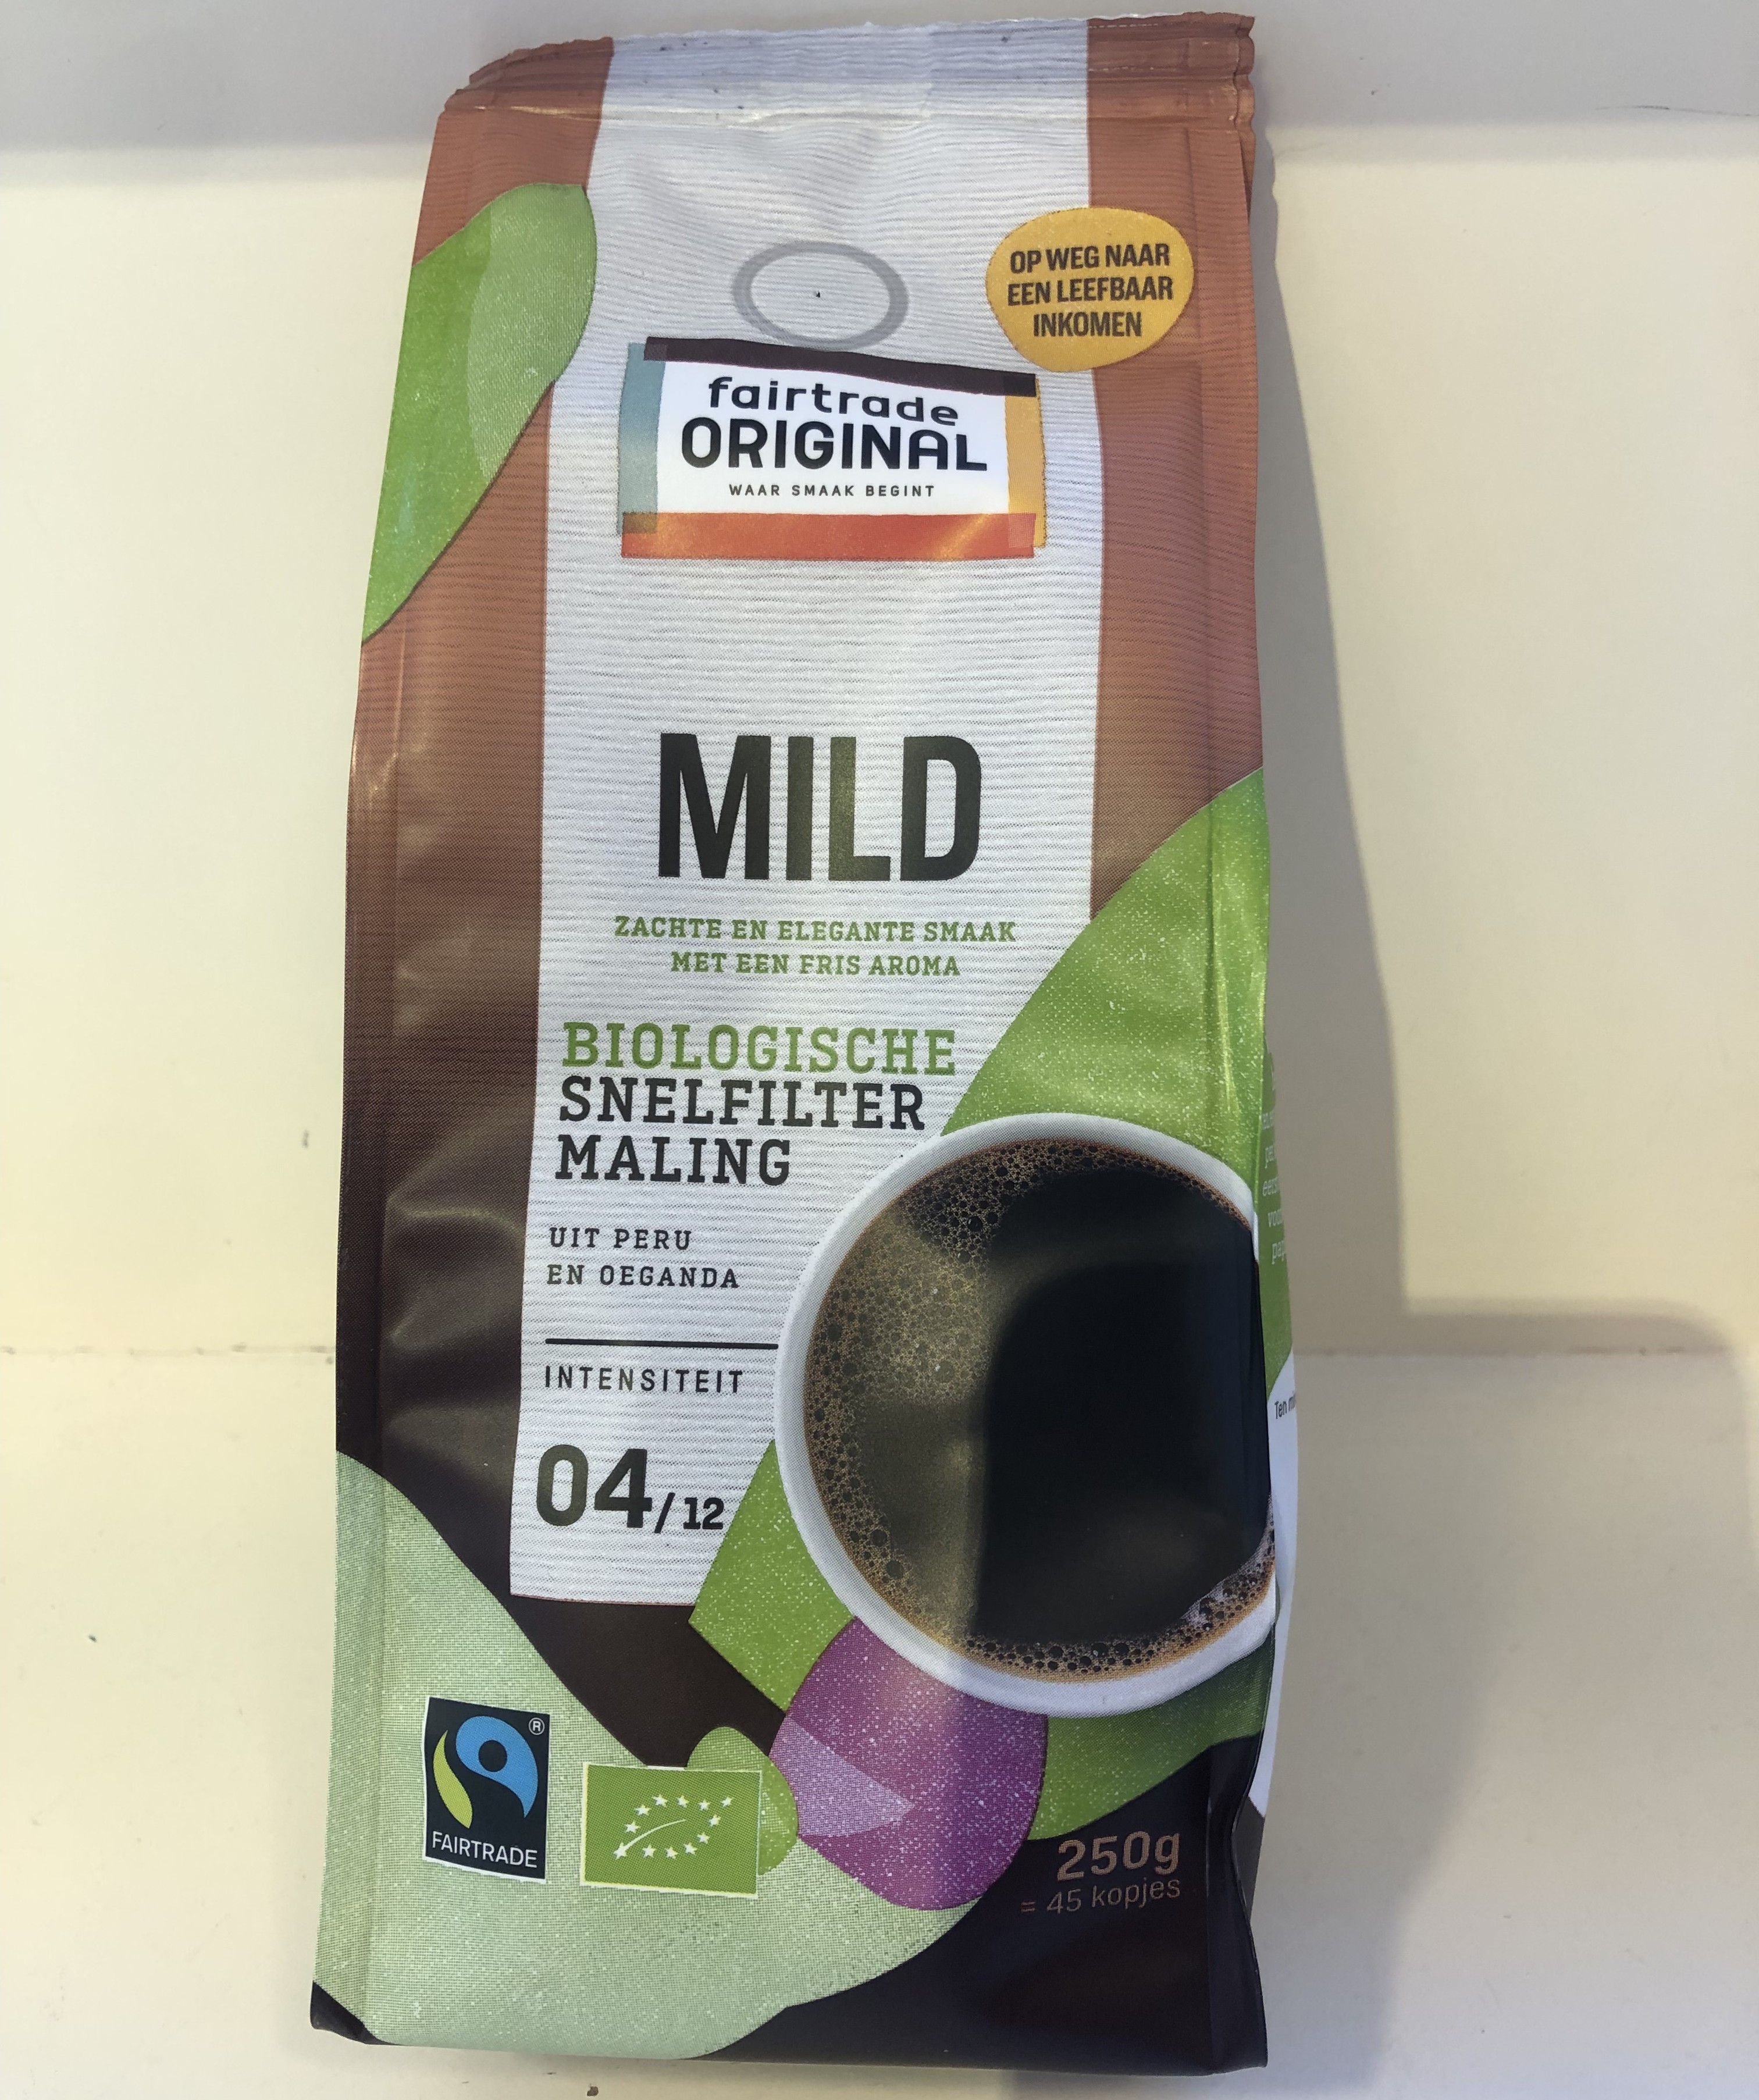 OP WEG NAAR
EEN LEEFBAAR
INKOMEN
fairtrade
ORIGINAL
WAAR SMAAK BEGINT
MILD
ZACHTE EN ELEGANTE SMAAK
MET EEN FRIS AROMA
BIOLOGISCHE
SNELFILTER
MALING
UIT PERU
EN OEGANDA
INTENSITEIT
04/12
®
FAIRTRADE
250g
= 45 kopjes
Ten